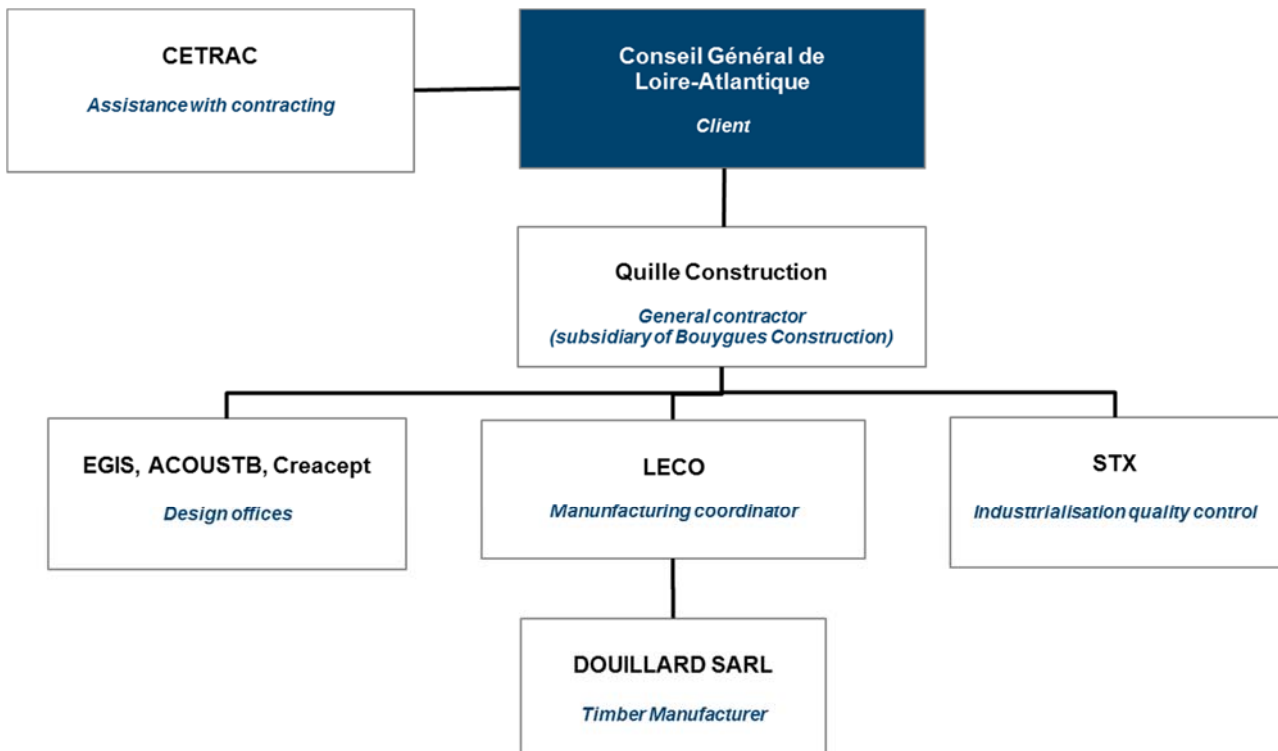 CETRAC
Assistance with contracting
Conseil Général de
Loire-Atlantique
Client
Quille Construction
General contractor
(subsidiary of Bouygues Construction)
EGIS, ACOUSTB, Creacept
Design offices
LECO
Manunfacturing coordinator
STX
Industtrialisation quality control
DOUILLARD SARL
Timber Manufacturer